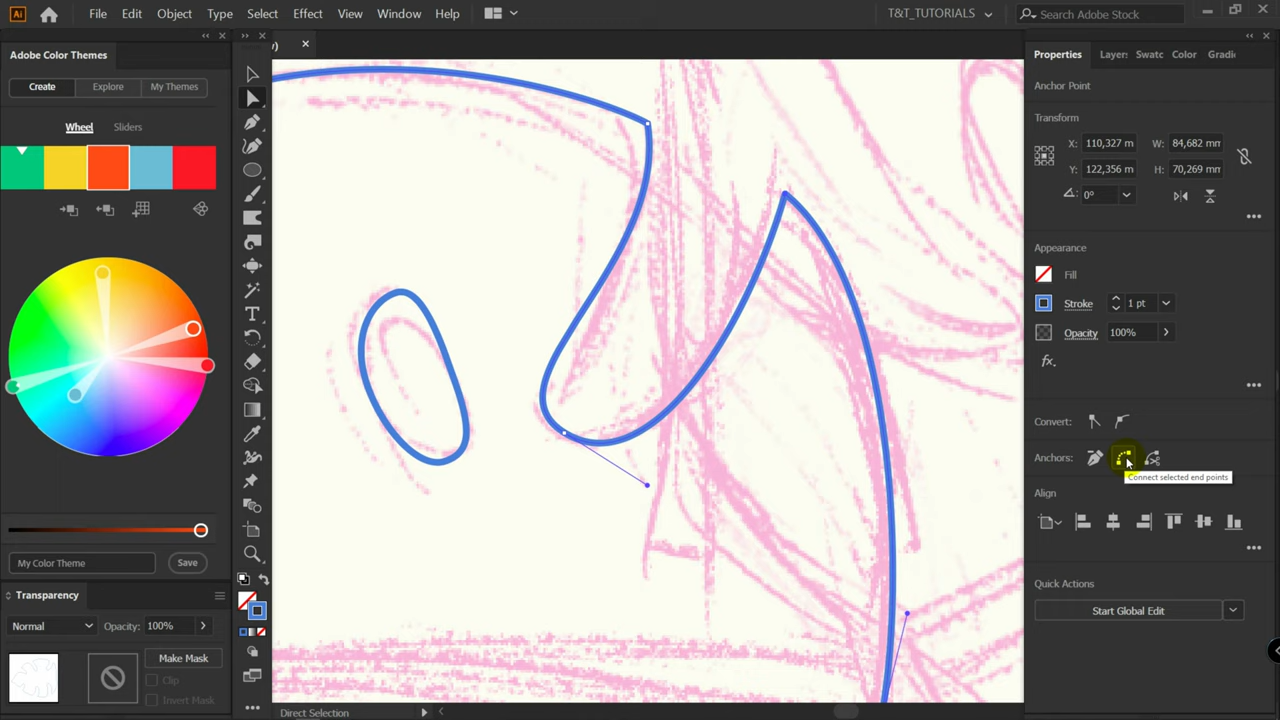 Ai File Edit Object Type Select Effect View Window Help T&T_TUTORIALS Search Adobe Stock
Adobe Color Themes
Create Explore My Themes
Wheel Sliders
My Color Theme Save
Transparency
Normal Opacity: 100%
Make Mask
Clip
Invert Mask
)
T
Direct Selection
Properties Layer: Swatc Color Gradi
Anchor Point
Transform
X: 110,327 m W: 84,682 mm
Y: 122,356 m H: 70,269 mm
0°
Appearance
Fill
Stroke 1 pt
Opacity 100%
fx.
Convert:
Anchors:
Connect selected end points
Align
Quick Actions
Start Global Edit